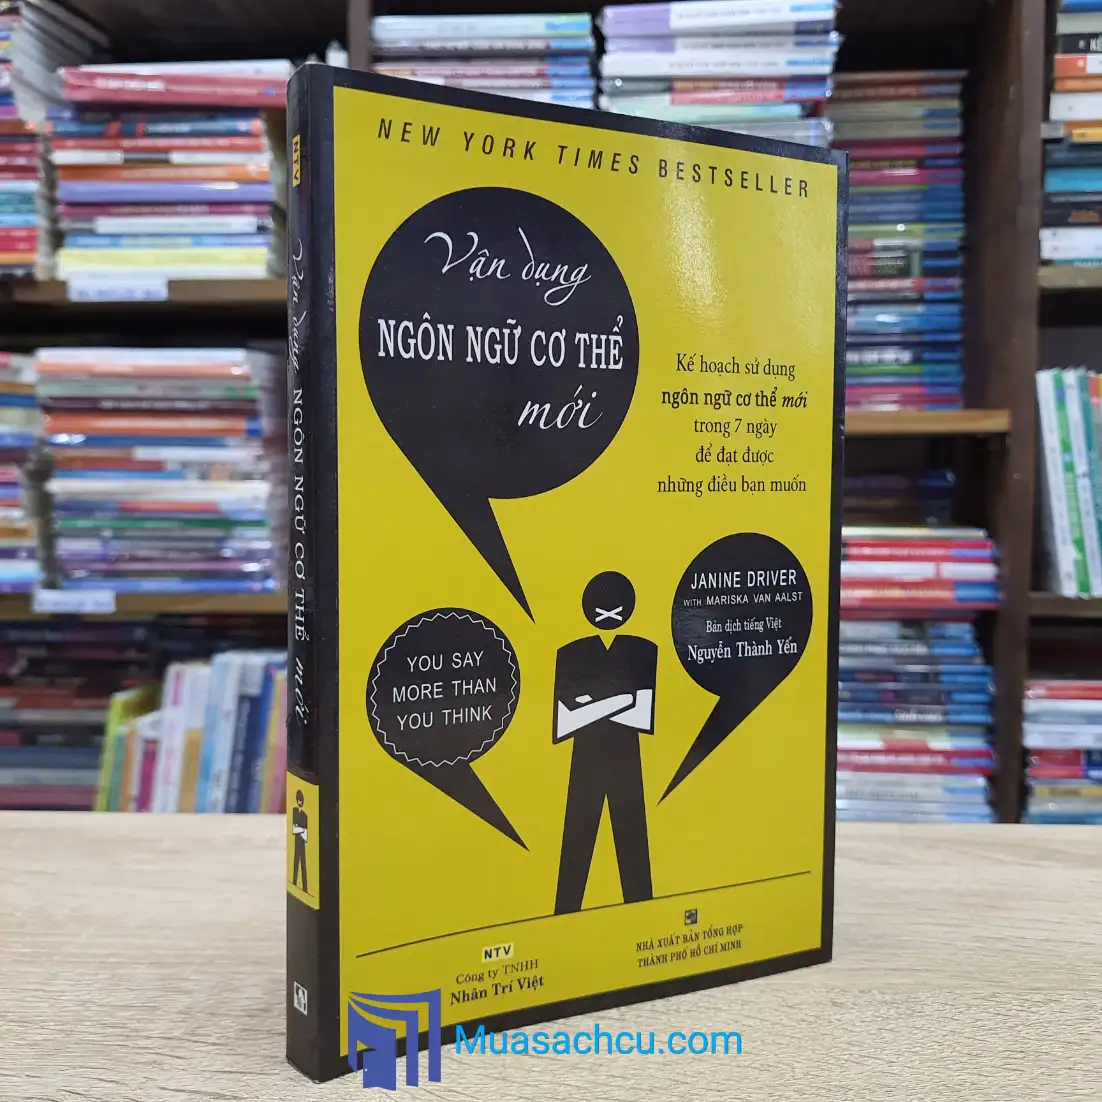 NEW YORK TIMES BESTSELLER
Vận dụng
NGÔN NGỮ CƠ THỂ
mới
Kế hoạch sử dụng
ngôn ngữ cơ thể mới
trong 7 ngày
để đạt được
những điều bạn muốn
JANINE DRIVER
WITH MARISKA VAN AALST
Bản dịch tiếng Việt
Nguyễn Thành Yến
YOU SAY
MORE THAN
YOU THINK
NTV
Công ty TNHH
Nhân Trí Việt
NHÀ XUẤT BẢN TỔNG HỢP
THÀNH PHỐ HỒ CHÍ MINH
NTV
Vận dụng NGÔN NGỮ CƠ THỂ mới
Muasachcu.com